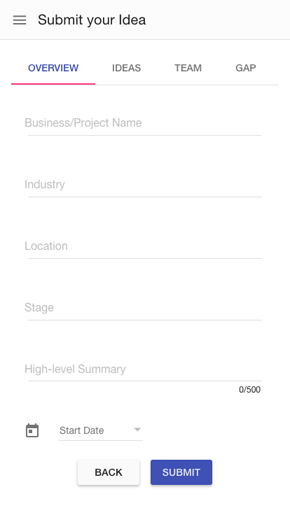 Submit your Idea
OVERVIEW IDEAS TEAM GAP
Business/Project Name
Industry
Location
Stage
High-level Summary
0/500
Start Date
BACK SUBMIT